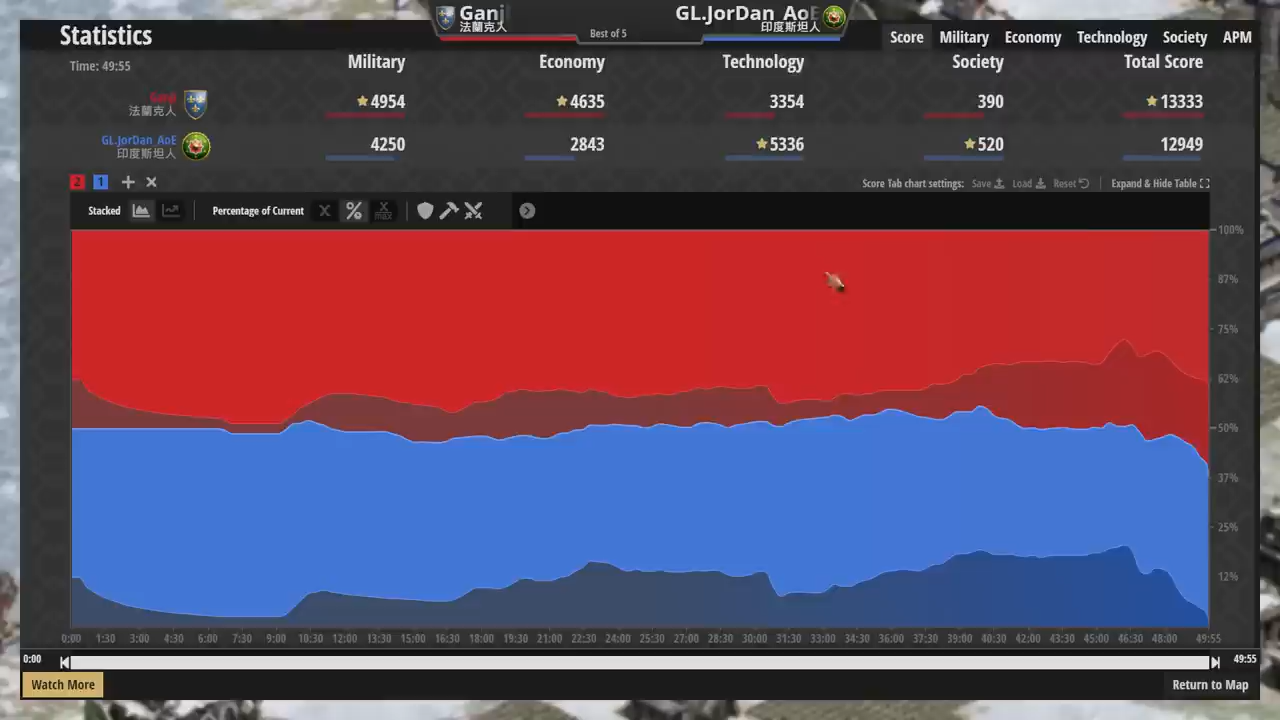 Statistics
Ganj
法蘭克人
Best of 5
GL.JorDan_AoE
印度斯坦人
Score Military Economy Technology Society APM
Time: 49:55
Military Economy Technology Society Total Score
法蘭克人
4954 4635 3354 390 13333
GL.JorDan_AoE
印度斯坦人
4250 2843 5336 520 12949
2 1
Score Tab chart settings: Save Load Reset Expand & Hide Table
Stacked Percentage of Current X % X max
100%
87%
75%
62%
50%
37%
25%
12%
0:00 1:30 3:00 4:30 6:00 7:30 9:00 10:30 12:00 13:30 15:00 16:30 18:00 19:30 21:00 22:30 24:00 25:30 27:00 28:30 30:00 31:30 33:00 34:30 36:00 37:30 39:00 40:30 42:00 43:30 45:00 46:30 48:00 49:55
0:00 49:55
Watch More Return to Map